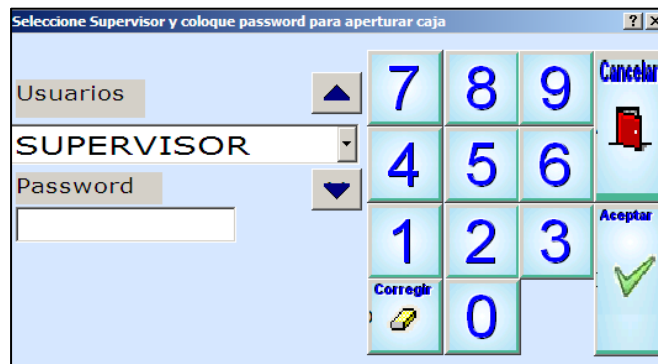 Seleccione Supervisor y coloque password para aperturar caja
Usuarios
SUPERVISOR
Password
7 8 9
Cancelar
4 5 6
1 2 3
Aceptar
Corregir
0